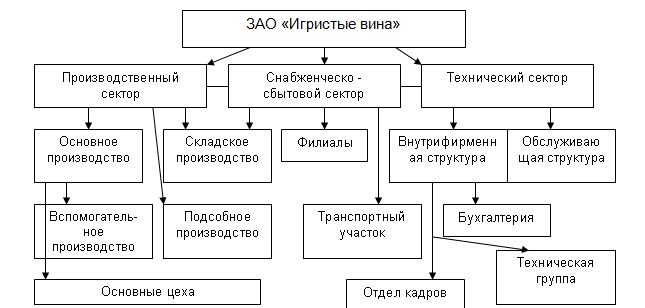 ЗАО «Игристые вина»
Производственный
сектор
Снабженческо -
сбытовой сектор
Технический сектор
Основное
производство
Складское
производство
Филиалы
Внутрифирменн
ая структура
Обслуживаю
щая структура
Вспомогатель-
ное
производство
Подсобное
производство
Транспортный
участок
Бухгалтерия
Техническая
группа
Основные цеха
Отдел кадров